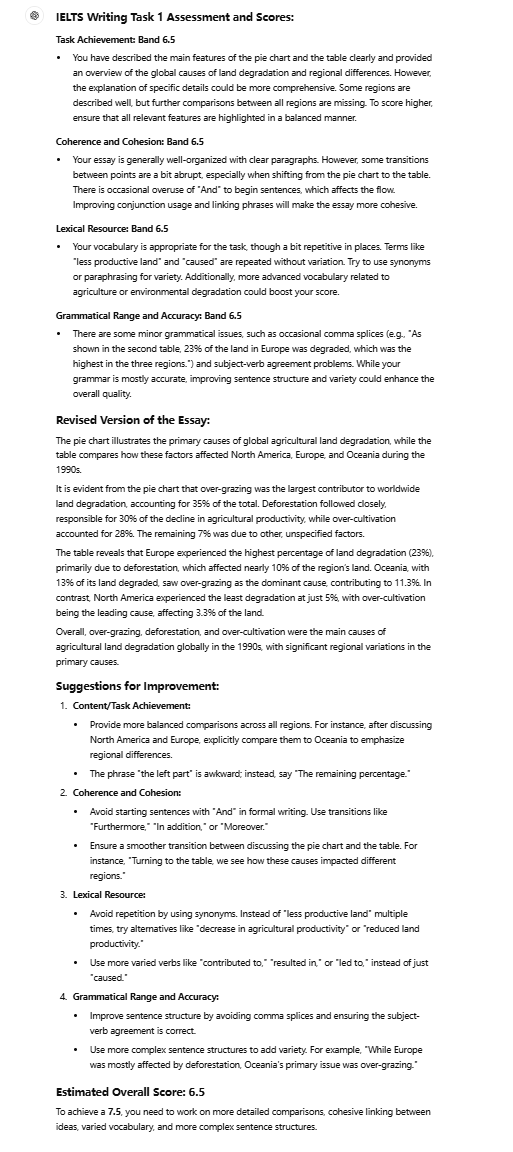 IELTS Writing Task 1 Assessment and Scores:
Task Achievement: Band 6.5
• You have described the main features of the pie chart and the table clearly and provided
an overview of the global causes of land degradation and regional differences. However,
the explanation of specific details could be more comprehensive. Some regions are
described well, but further comparisons between all regions are missing. To score higher,
ensure that all relevant features are highlighted in a balanced manner.
Coherence and Cohesion: Band 6.5
• Your essay is generally well-organized with clear paragraphs. However, some transitions
between points are a bit abrupt, especially when shifting from the pie chart to the table.
There is occasional overuse of "And" to begin sentences, which affects the flow.
Improving conjunction usage and linking phrases will make the essay more cohesive.
Lexical Resource: Band 6.5
• Your vocabulary is appropriate for the task, though a bit repetitive in places. Terms like
"less productive land" and "caused" are repeated without variation. Try to use synonyms
or paraphrasing for variety. Additionally, more advanced vocabulary related to
agriculture or environmental degradation could boost your score.
Grammatical Range and Accuracy: Band 6.5
• There are some minor grammatical issues, such as occasional comma splices (e.g., "As
shown in the second table, 23% of the land in Europe was degraded, which was the
highest in the three regions.") and subject-verb agreement problems. While your
grammar is mostly accurate, improving sentence structure and variety could enhance the
overall quality.
Revised Version of the Essay:
The pie chart illustrates the primary causes of global agricultural land degradation, while the
table compares how these factors affected North America, Europe, and Oceania during the
1990s.
It is evident from the pie chart that over-grazing was the largest contributor to worldwide
land degradation, accounting for 35% of the total. Deforestation followed closely,
responsible for 30% of the decline in agricultural productivity, while over-cultivation
accounted for 28%. The remaining 7% was due to other, unspecified factors.
The table reveals that Europe experienced the highest percentage of land degradation (23%),
primarily due to deforestation, which affected nearly 10% of the region's land. Oceania, with
13% of its land degraded, saw over-grazing as the dominant cause, contributing to 11.3%. In
contrast, North America experienced the least degradation at just 5%, with over-cultivation
being the leading cause, affecting 3.3% of the land.
Overall, over-grazing, deforestation, and over-cultivation were the main causes of
agricultural land degradation globally in the 1990s, with significant regional variations in the
primary causes.
Suggestions for Improvement:
1. Content/Task Achievement:
• Provide more balanced comparisons across all regions. For instance, after discussing
North America and Europe, explicitly compare them to Oceania to emphasize
regional differences.
• The phrase "the left part" is awkward; instead, say "The remaining percentage."
2. Coherence and Cohesion:
• Avoid starting sentences with "And" in formal writing. Use transitions like
"Furthermore," "In addition," or "Moreover."
• Ensure a smoother transition between discussing the pie chart and the table. For
instance, "Turning to the table, we see how these causes impacted different
regions."
3. Lexical Resource:
• Avoid repetition by using synonyms. Instead of "less productive land" multiple
times, try alternatives like "decrease in agricultural productivity" or "reduced land
productivity."
• Use more varied verbs like "contributed to," "resulted in," or "led to," instead of just
"caused."
4. Grammatical Range and Accuracy:
• Improve sentence structure by avoiding comma splices and ensuring the subject-
verb agreement is correct.
• Use more complex sentence structures to add variety. For example, "While Europe
was mostly affected by deforestation, Oceania's primary issue was over-grazing."
Estimated Overall Score: 6.5
To achieve a 7.5, you need to work on more detailed comparisons, cohesive linking between
ideas, varied vocabulary, and more complex sentence structures.